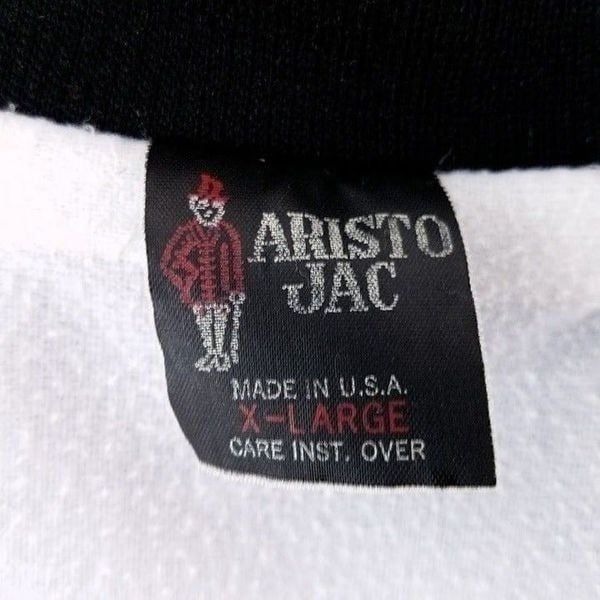 ARISTO
JAC
MADE IN U.S.A.
X-LARGE
CARE INST. OVER